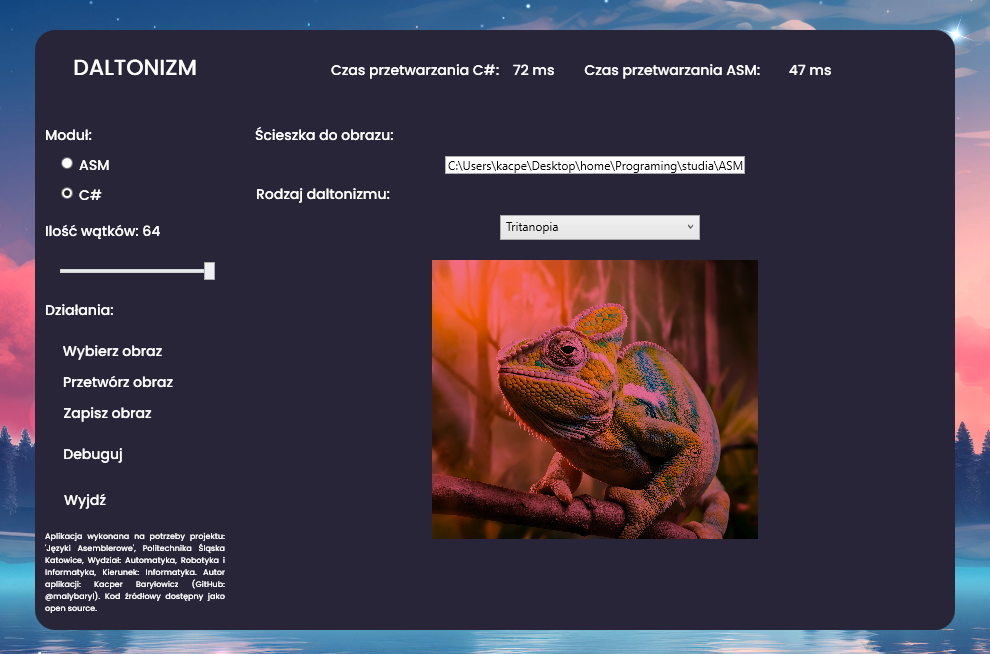 DALTONIZM
Czas przetwarzania C#: 72 ms
Czas przetwarzania ASM: 47 ms
Moduł:
ASM
C#
Ilość wątków: 64
Działania:
Wybierz obraz
Przetwórz obraz
Zapisz obraz
Debuguj
Wyjdź
Aplikacja wykonana na potrzeby projektu:
'Języki Asemblerowe', Politechnika Śląska
Katowice, Wydział: Automatyka, Robotyka i
Informatyka, Kierunek: Informatyka. Autor
aplikacji: Kacper Baryłowicz (GitHub:
@malybaryl). Kod źródłowy dostępny jako
open source.
Ścieszka do obrazu:
C:\Users\kacpe\Desktop\home\Programing\studia\ASM
Rodzaj daltonizmu:
Tritanopia